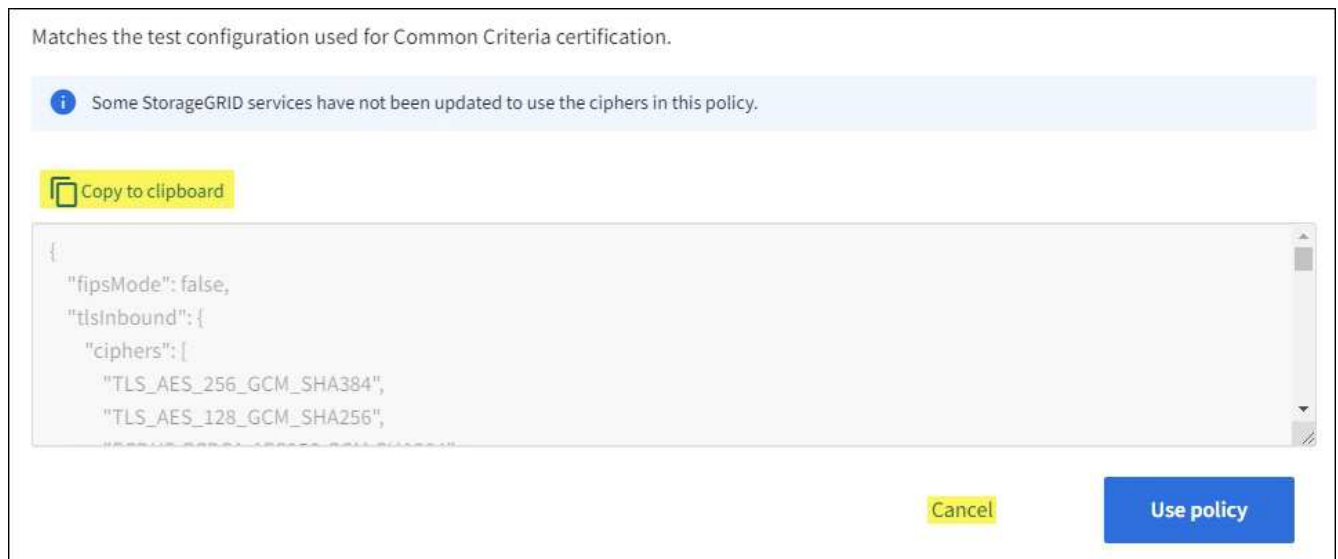 Matches the test configuration used for Common Criteria certification.
Some StorageGRID services have not been updated to use the ciphers in this policy.
Copy to clipboard
{
"fipsMode": false,
"tlsInbound": {
"ciphers": [
"TLS_AES_256_GCM_SHA384",
"TLS_AES_128_GCM_SHA256",
Cancel
Use policy